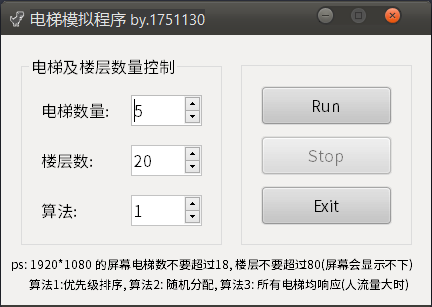 电梯模拟程序 by.1751130
电梯及楼层数量控制
电梯数量: 5
楼层数: 20
算法: 1
Run
Stop
Exit
ps: 1920*1080 的屏幕电梯数不要超过18, 楼层不要超过80(屏幕会显示不下)
算法1:优先级排序, 算法2: 随机分配, 算法3: 所有电梯均响应(人流量大时)